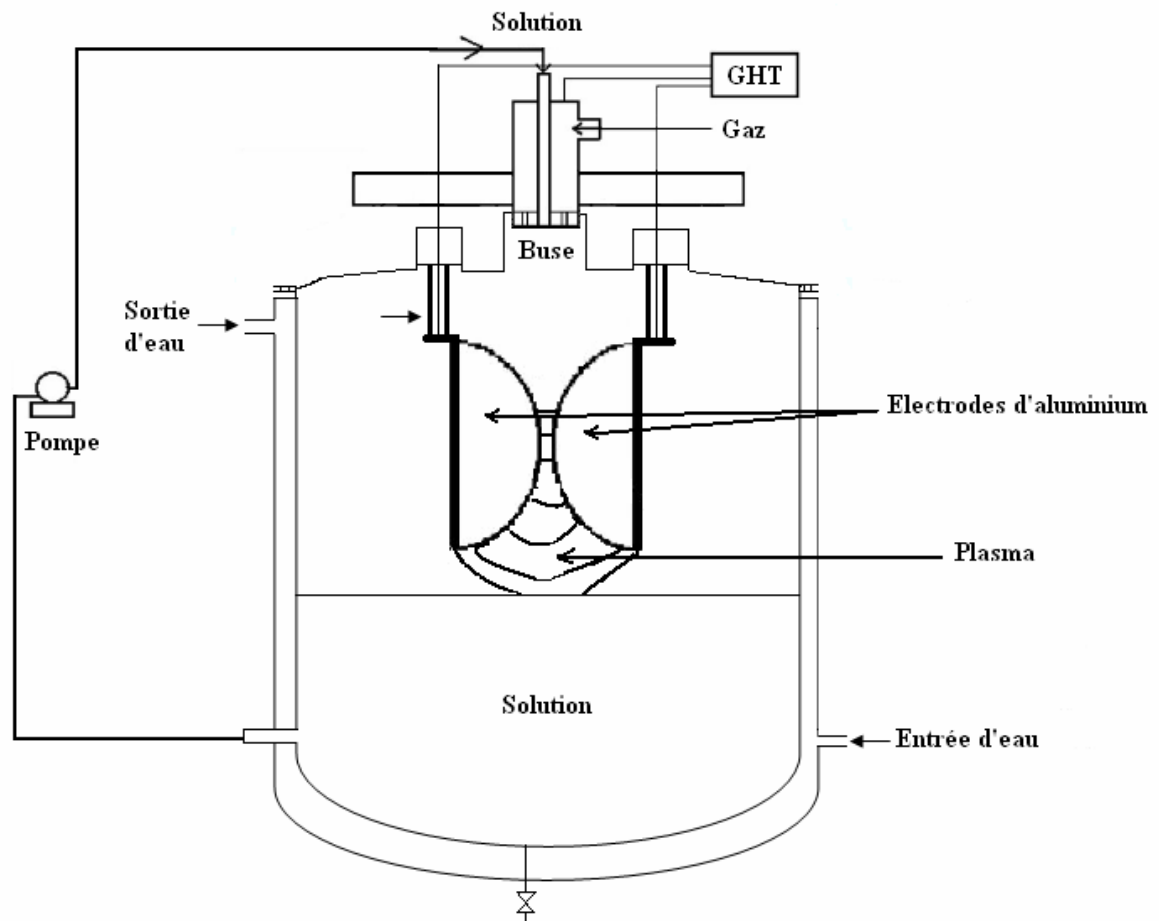 Solution
GHT
Gaz
Buse
Sortie
d'eau
Electrodes d'aluminium
Pompe
Plasma
Solution
Entrée d'eau